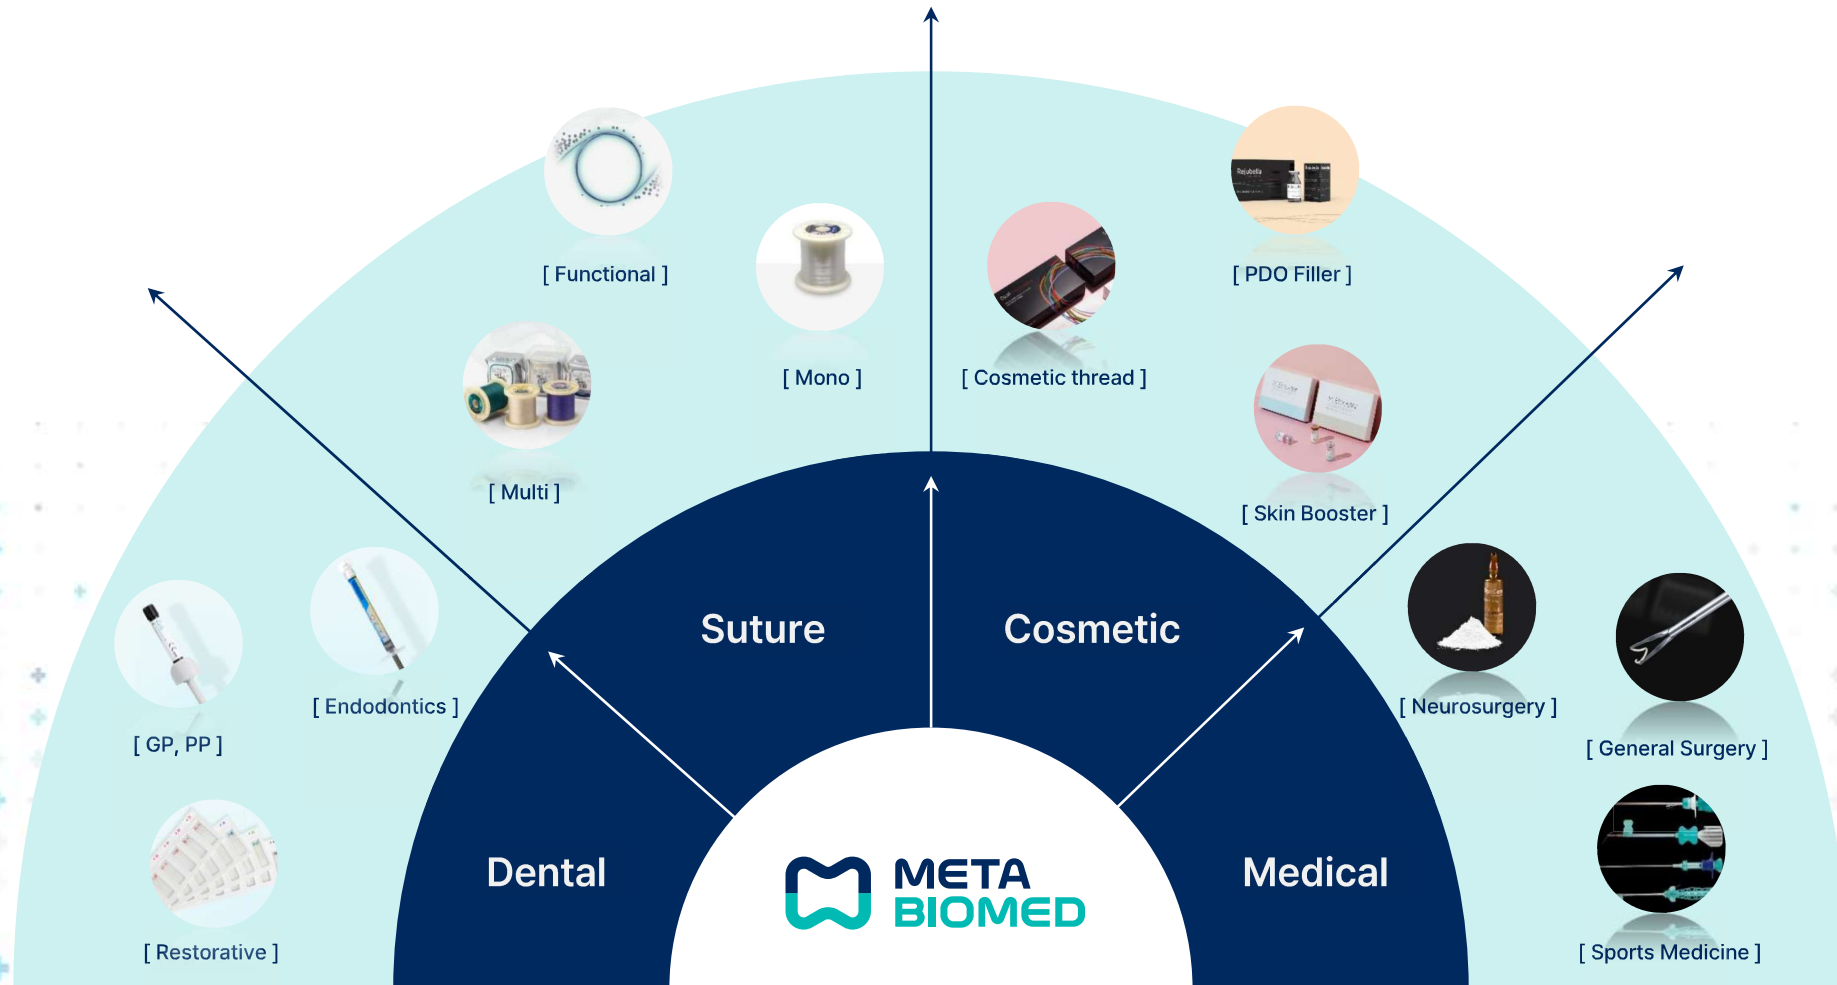 [ Functional ]
[ Mono ]
[ Multi ]
[ Cosmetic thread ]
Rejubella
[ PDO Filler ]
[ Skin Booster ]
[ GP, PP ]
[ Endodontics ]
[ Restorative ]
[ Neurosurgery ]
[ General Surgery ]
[ Sports Medicine ]
Dental
Suture
Cosmetic
Medical
META
BIOMED